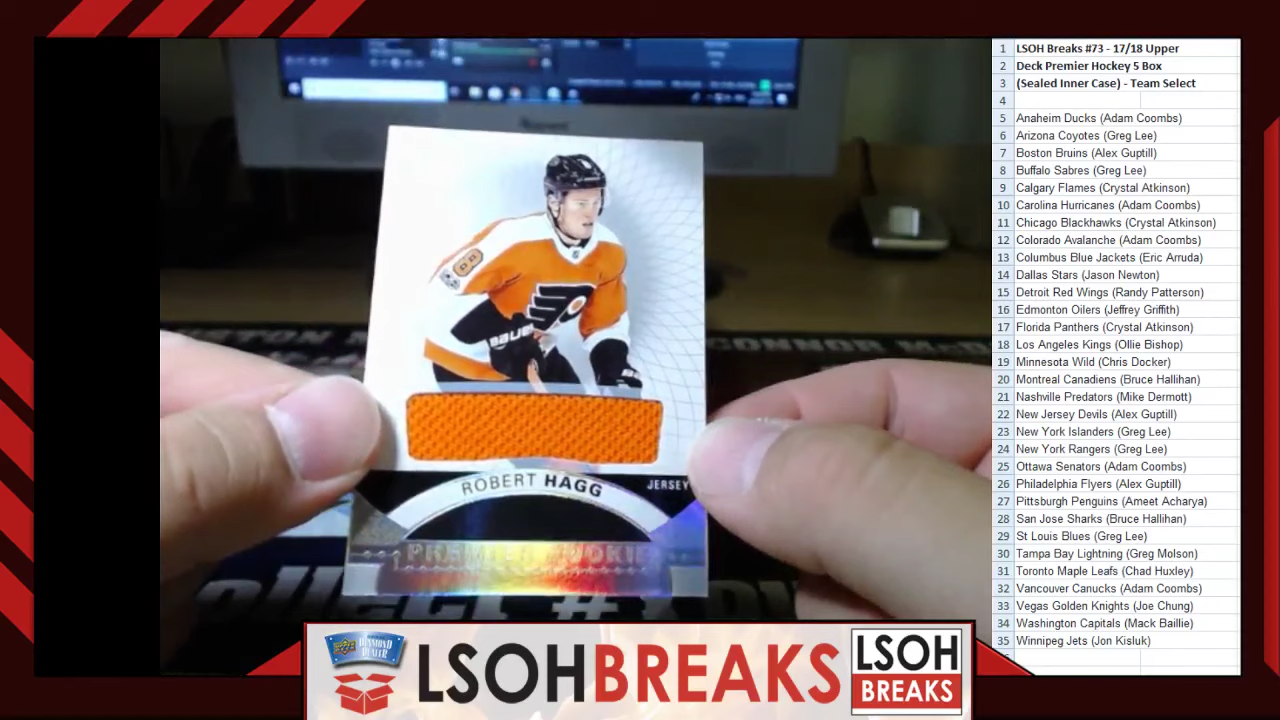 1 LSOH Breaks #73 - 17/18 Upper
2 Deck Premier Hockey 5 Box
3 (Sealed Inner Case) - Team Select
4
5 Anaheim Ducks (Adam Coombs)
6 Arizona Coyotes (Greg Lee)
7 Boston Bruins (Alex Guptill)
8 Buffalo Sabres (Greg Lee)
9 Calgary Flames (Crystal Atkinson)
10 Carolina Hurricanes (Adam Coombs)
11 Chicago Blackhawks (Crystal Atkinson)
12 Colorado Avalanche (Adam Coombs)
13 Columbus Blue Jackets (Eric Arruda)
14 Dallas Stars (Jason Newton)
15 Detroit Red Wings (Randy Patterson)
16 Edmonton Oilers (Jeffrey Griffith)
17 Florida Panthers (Crystal Atkinson)
18 Los Angeles Kings (Ollie Bishop)
19 Minnesota Wild (Chris Docker)
20 Montreal Canadiens (Bruce Hallihan)
21 Nashville Predators (Mike Dermott)
22 New Jersey Devils (Alex Guptill)
23 New York Islanders (Greg Lee)
24 New York Rangers (Greg Lee)
25 Ottawa Senators (Adam Coombs)
26 Philadelphia Flyers (Alex Guptill)
27 Pittsburgh Penguins (Ameet Acharya)
28 San Jose Sharks (Bruce Hallihan)
29 St Louis Blues (Greg Lee)
30 Tampa Bay Lightning (Greg Molson)
31 Toronto Maple Leafs (Chad Huxley)
32 Vancouver Canucks (Adam Coombs)
33 Vegas Golden Knights (Joe Chung)
34 Washington Capitals (Mack Baillie)
35 Winnipeg Jets (Jon Kisluk)
8
BAUER
ROBERT HAGG
JERSEY
PREMIER ROOKIES
CONNOR
UPPER DECK
DIAMOND
DEALER
LSOHBREAKS
LSOH
BREAKS